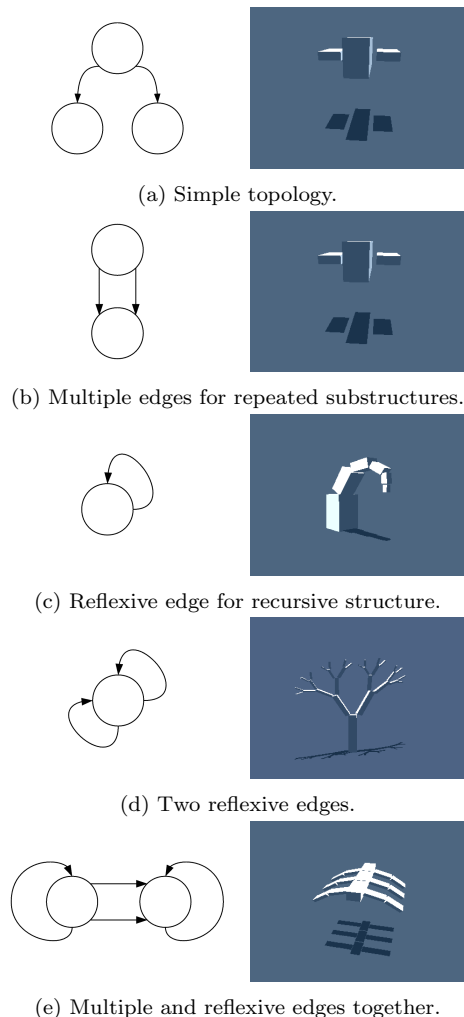 (a) Simple topology.
(b) Multiple edges for repeated substructures.
(c) Reflexive edge for recursive structure.
(d) Two reflexive edges.
(e) Multiple and reflexive edges together.